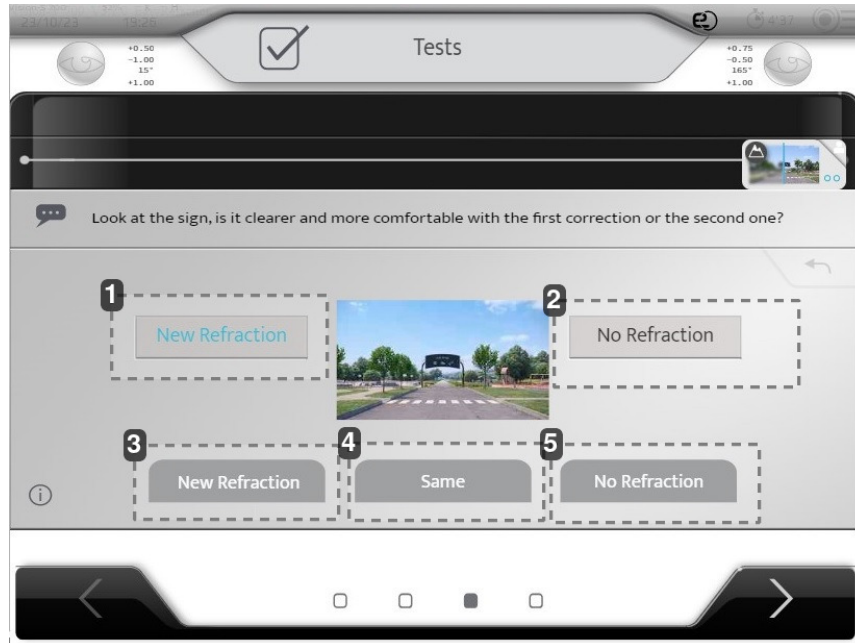 23/10/23 19:25
4'37
Tests
+0.50
-1.00
15°
+1.00
+0.75
-0.50
165°
+1.00
Look at the sign, is it clearer and more comfortable with the first correction or the second one?
1
New Refraction
2
No Refraction
3
New Refraction
4
Same
5
No Refraction